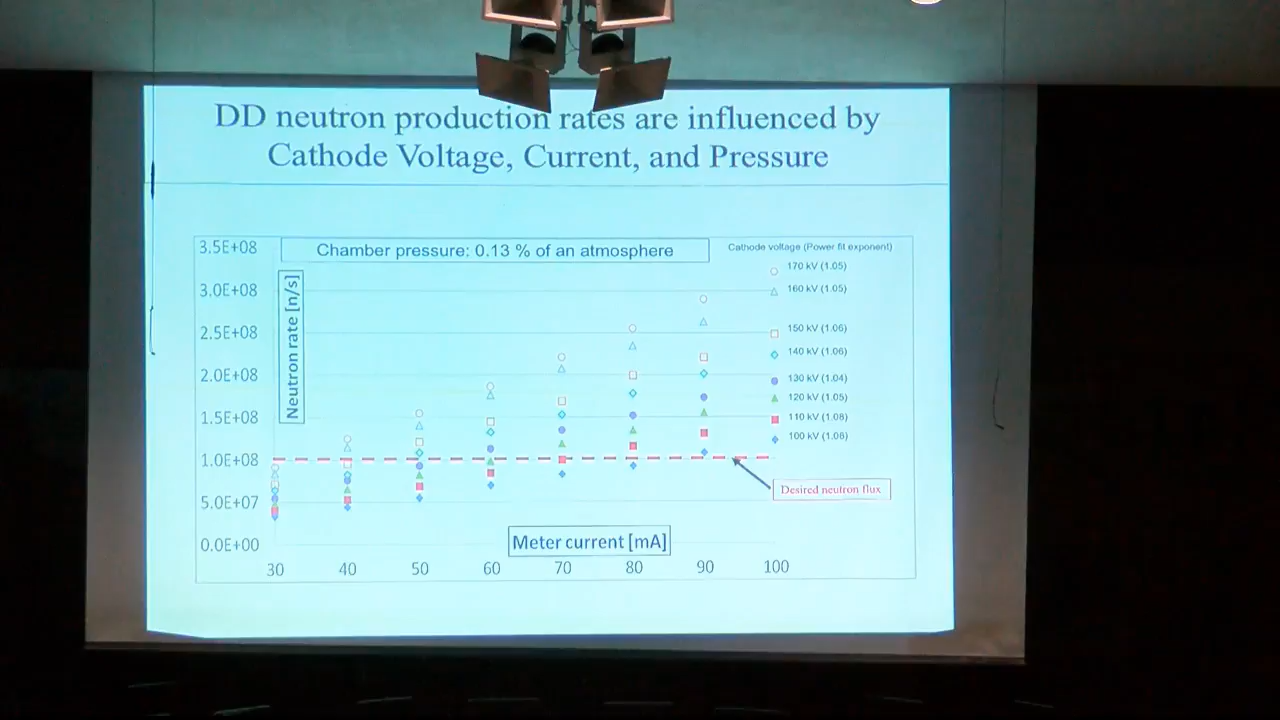 DD neutron production rates are influenced by
Cathode Voltage, Current, and Pressure
Chamber pressure: 0.13 % of an atmosphere
Cathode voltage (Power fit exponent)
170 kV (1.05)
160 kV (1.05)
150 kV (1.06)
140 kV (1.06)
130 kV (1.04)
120 kV (1.05)
110 kV (1.08)
100 kV (1.08)
Neutron rate [n/s]
3.5E+08
3.0E+08
2.5E+08
2.0E+08
1.5E+08
1.0E+08
5.0E+07
0.0E+00
Desired neutron flux
Meter current [mA]
30 40 50 60 70 80 90 100